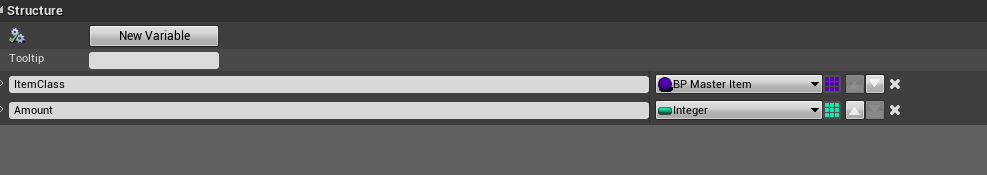 Structure
New Variable
Tooltip
ItemClass BP Master Item
Amount Integer